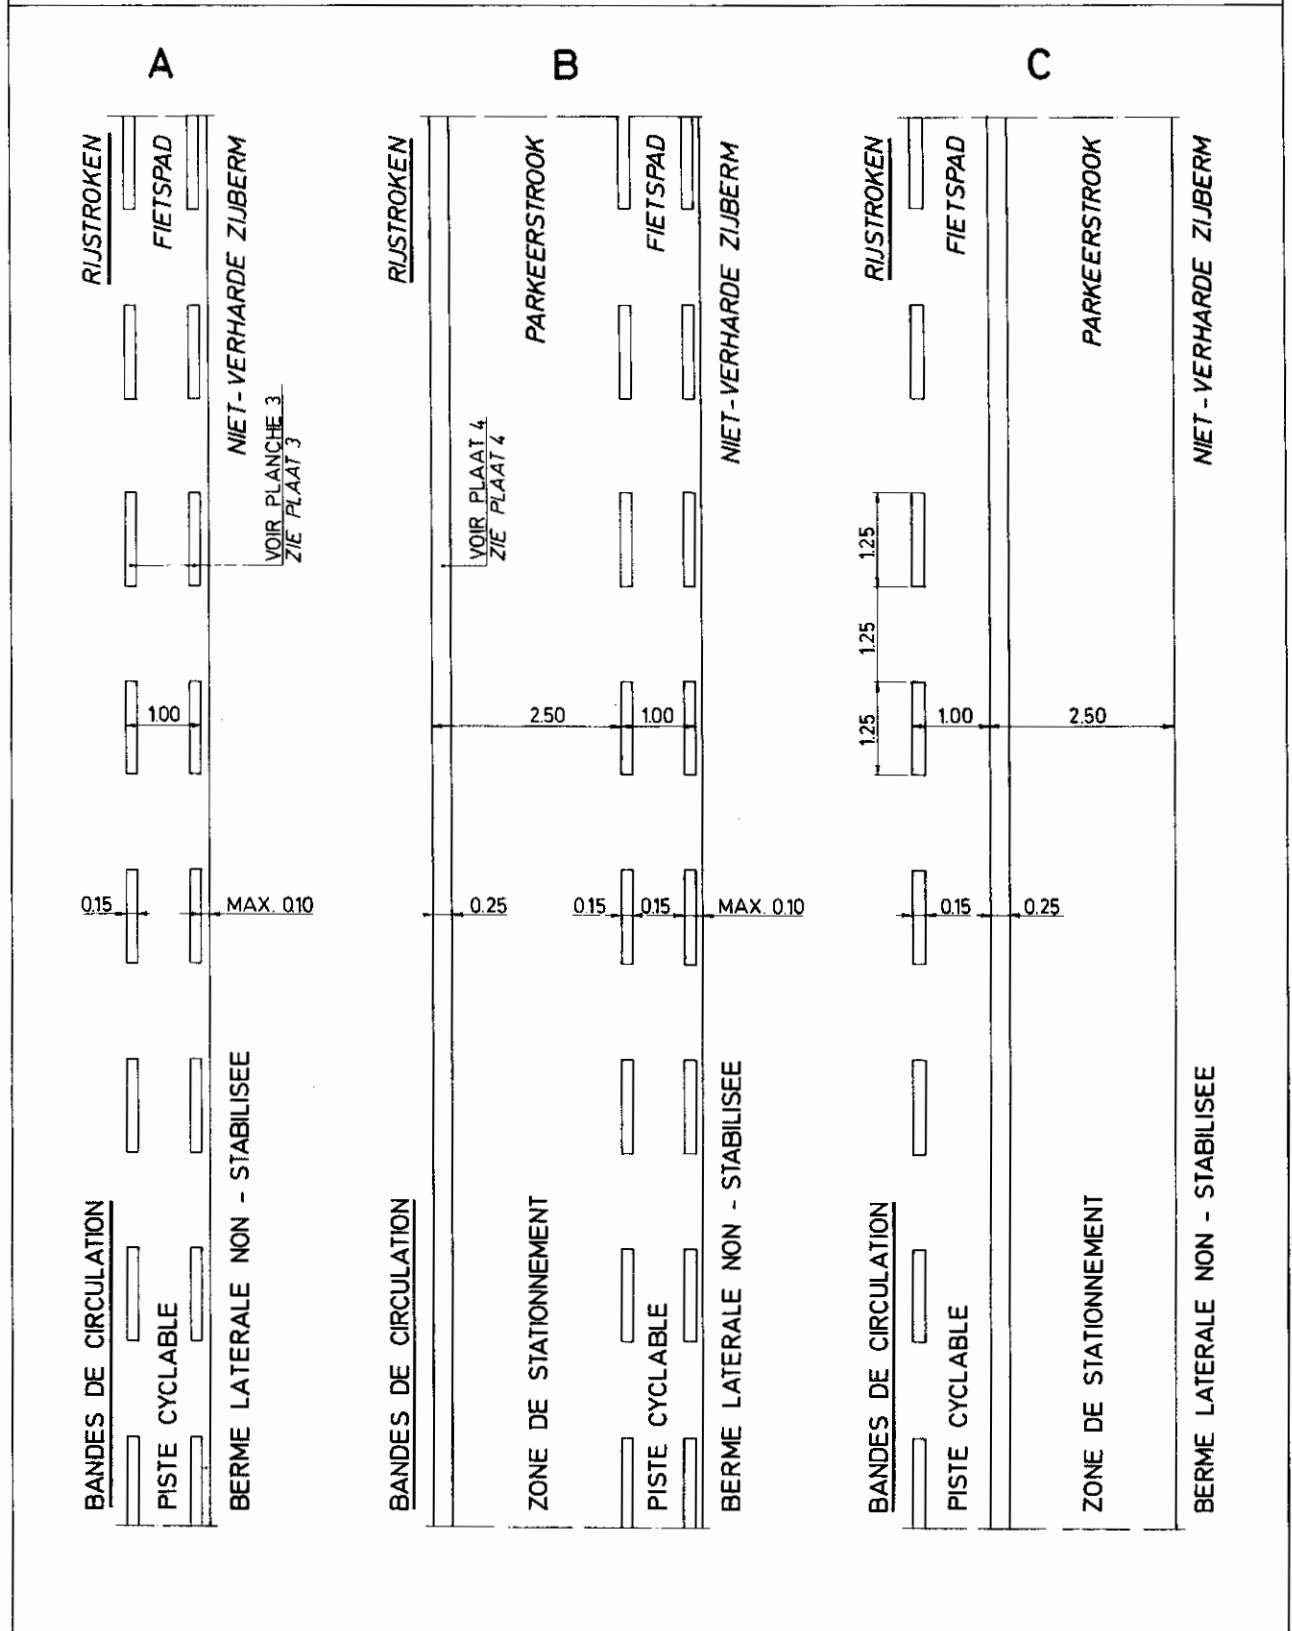 A
RIJSTROKEN
FIETSPAD
NIET-VERHARDE ZIJBERM
VOIR PLANCHE 3
ZIE PLAAT 3
1.00
0.15
MAX. 0.10
BANDES DE CIRCULATION
PISTE CYCLABLE
BERME LATERALE NON - STABILISEE
B
RIJSTROKEN
PARKEERSTROOK
FIETSPAD
NIET-VERHARDE ZIJBERM
VOIR PLAAT 4
ZIE PLAAT 4
2.50
1.00
0.25
0.15
0.15
MAX. 0.10
BANDES DE CIRCULATION
ZONE DE STATIONNEMENT
PISTE CYCLABLE
BERME LATERALE NON - STABILISEE
C
RIJSTROKEN
FIETSPAD
PARKEERSTROOK
NIET-VERHARDE ZIJBERM
1.25
1.25
1.25
1.00
2.50
0.15
0.25
BANDES DE CIRCULATION
PISTE CYCLABLE
ZONE DE STATIONNEMENT
BERME LATERALE NON - STABILISEE